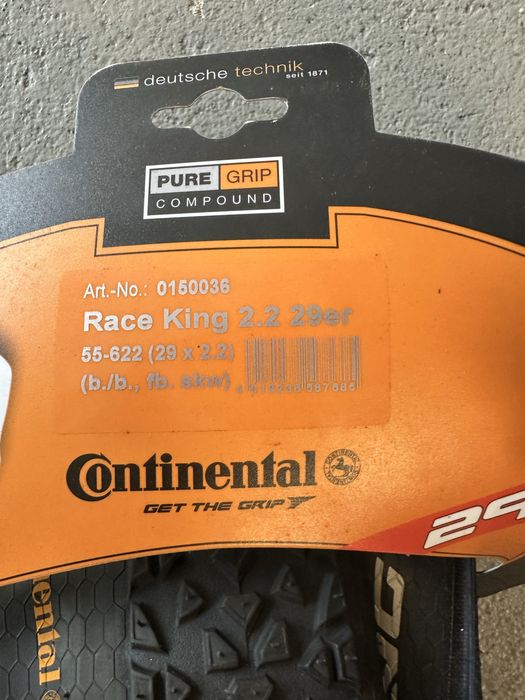 deutsche technik
seit 1871
PURE GRIP
COMPOUND
Art.-No.: 0150036
Race King 2.2 29er
55-622 (29 x 2.2)
(b./b., fb. skw)
Continental
GET THE GRIP
29